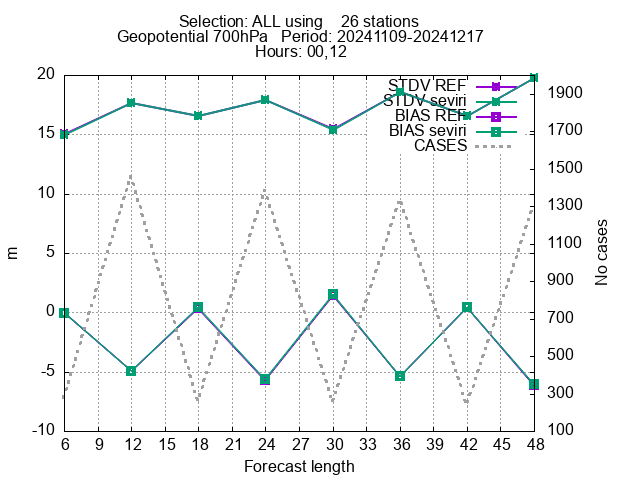 Selection: ALL using 26 stations
Geopotential 700hPa Period: 20241109-20241217
Hours: 00,12
STDV REF
STDV seviri
BIAS REF
BIAS seviri
CASES
20
15
10
5
0
-5
-10
m
1900
1700
1500
1300
1100
900
700
500
300
100
No cases
6 9 12 15 18 21 24 27 30 33 36 39 42 45 48
Forecast length